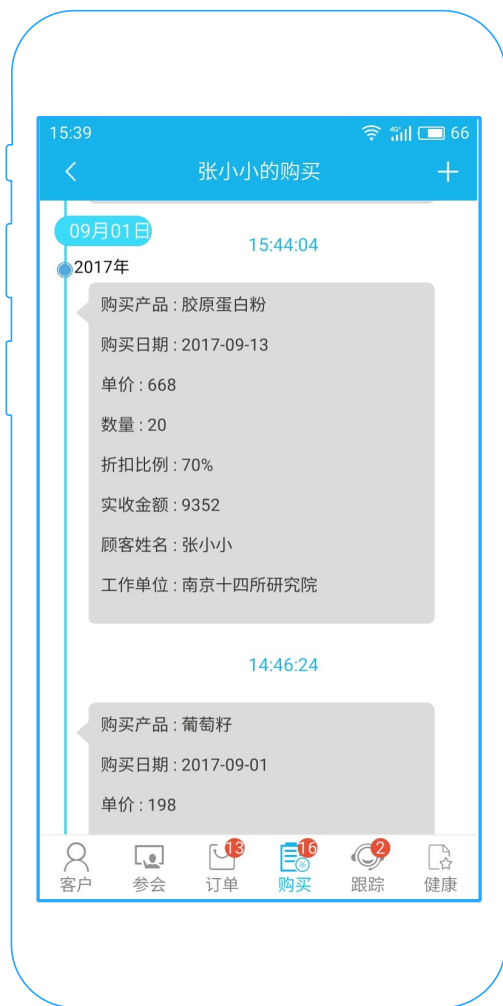 15:39
4G+
66
张小小的购买
09月01日
15:44:04
2017年
购买产品 : 胶原蛋白粉
购买日期 : 2017-09-13
单价 : 668
数量 : 20
折扣比例 : 70%
实收金额 : 9352
顾客姓名 : 张小小
工作单位 : 南京十四所研究院
14:46:24
购买产品 : 葡萄籽
购买日期 : 2017-09-01
单价 : 198
13
16
2
客户
参会
订单
购买
跟踪
健康